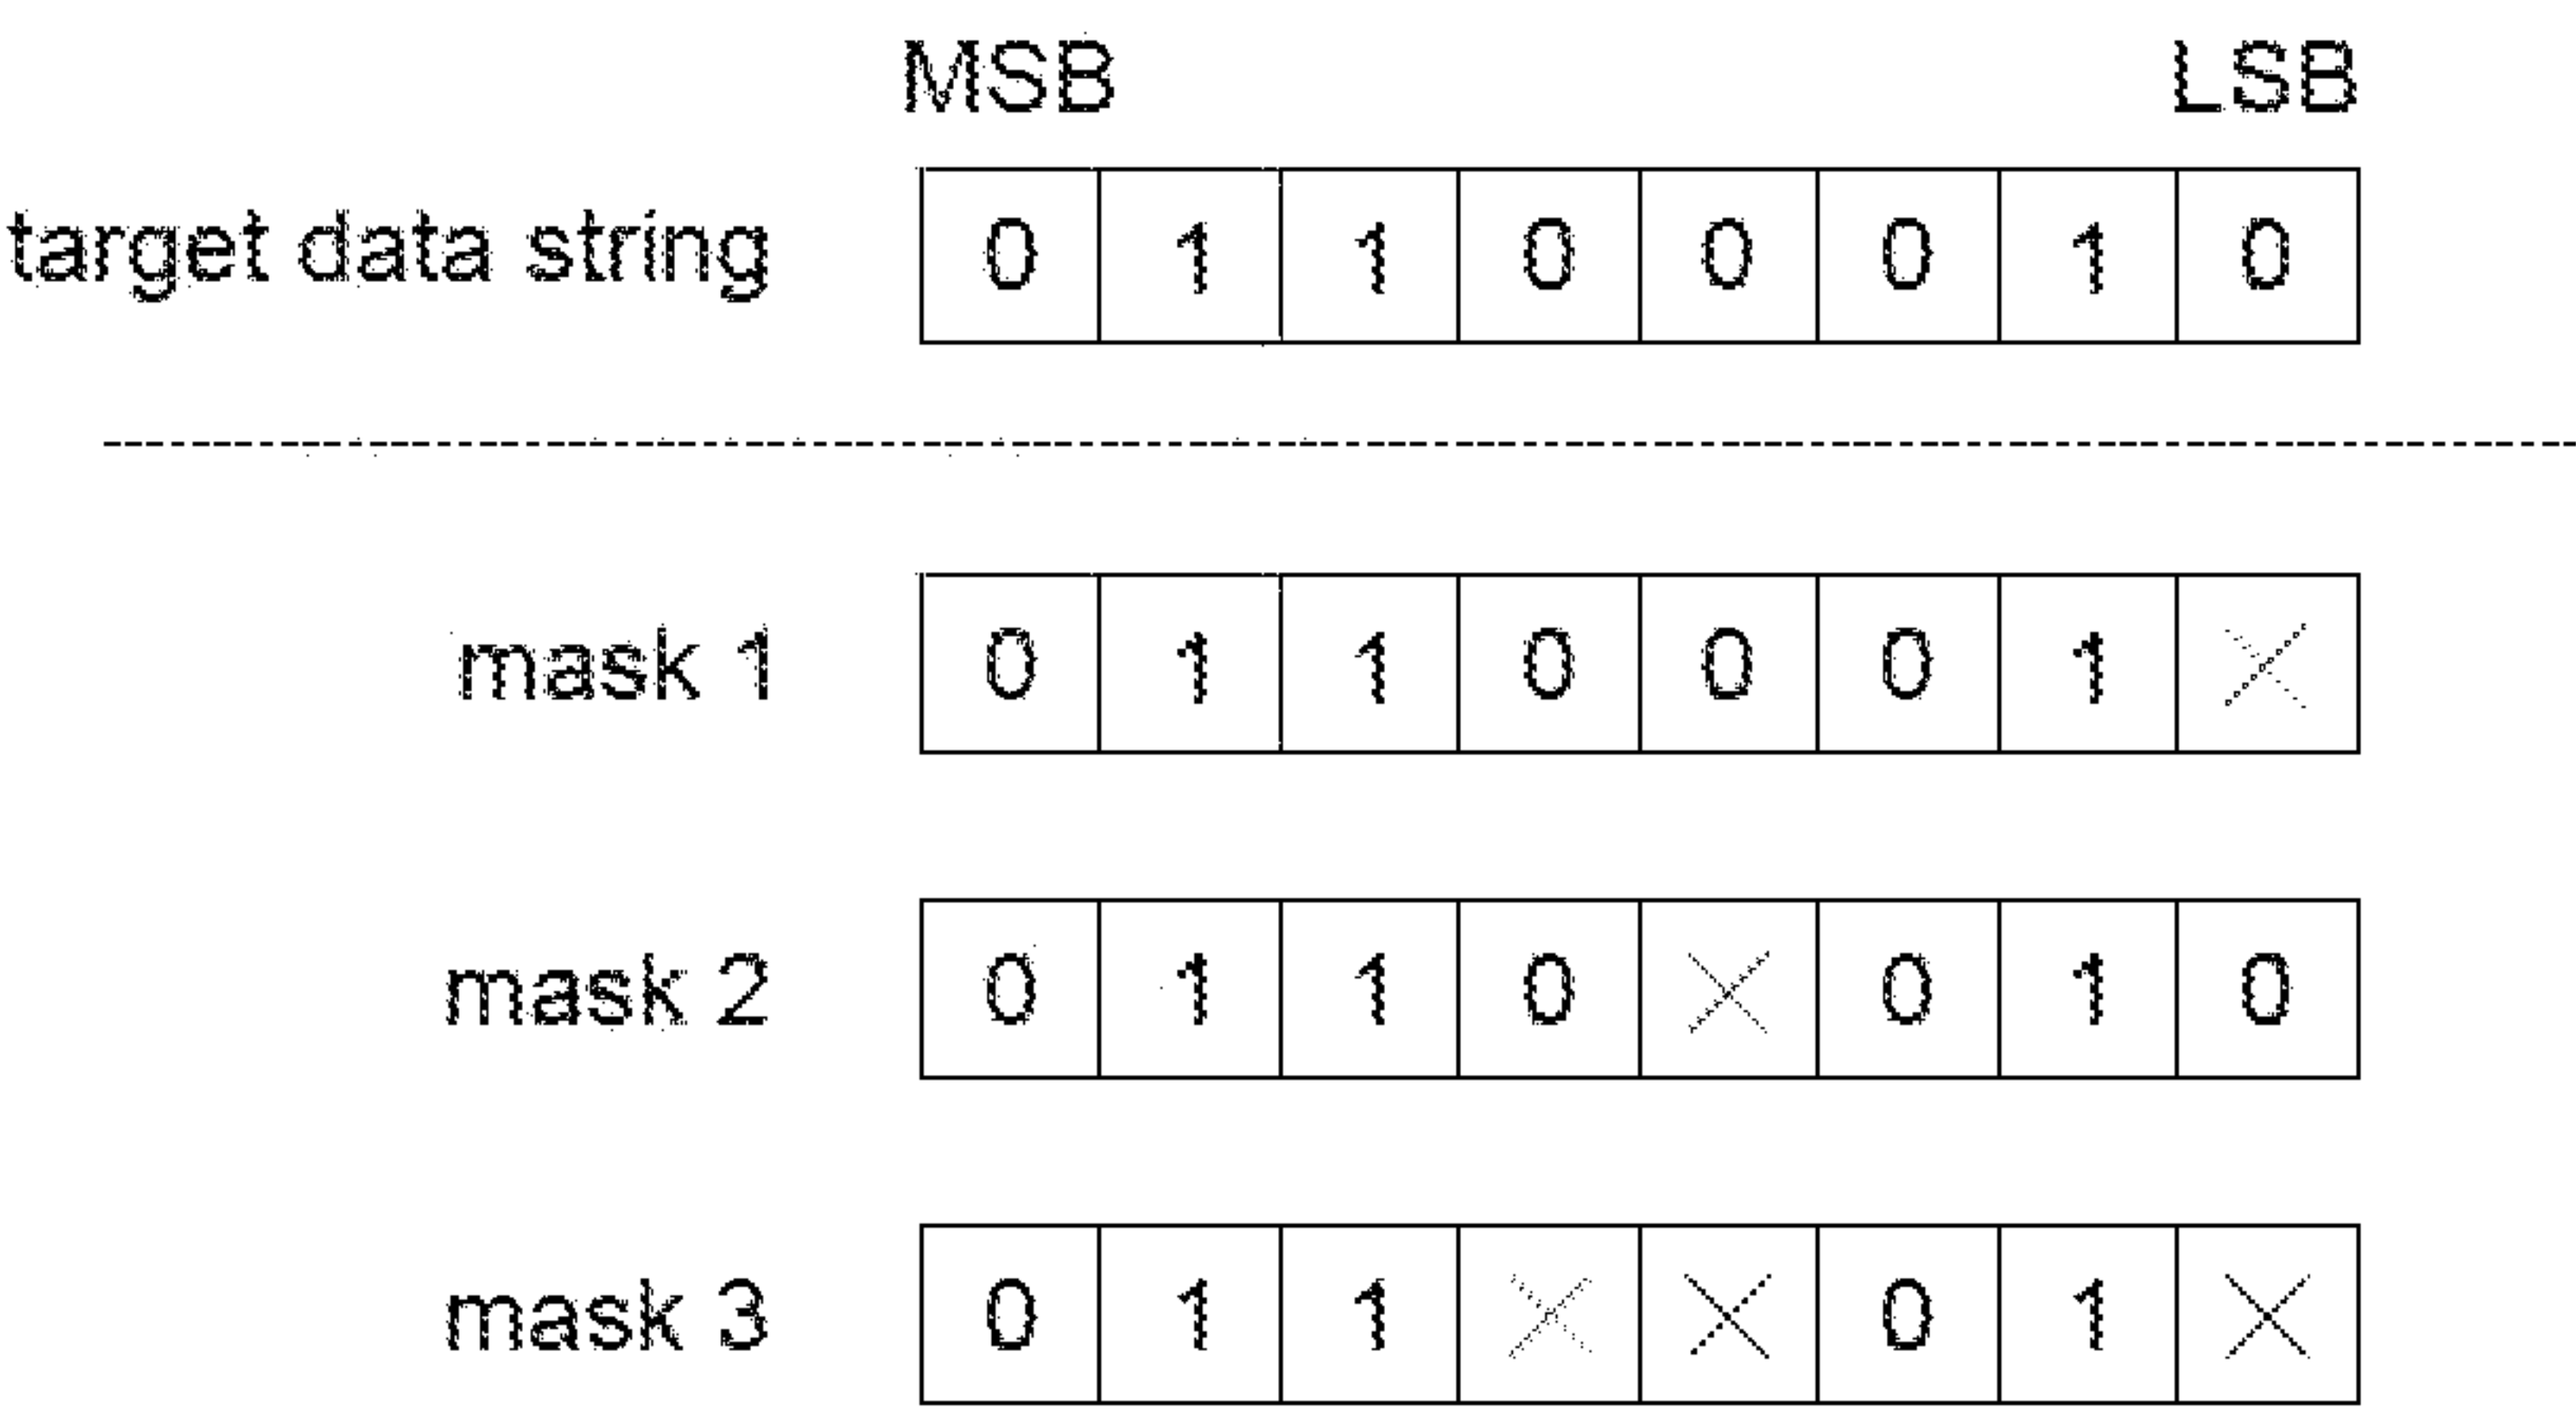 MSB LSB
target data string 0 1 1 0 0 0 1 0
mask 1 0 1 1 0 0 0 1 X
mask 2 0 1 1 0 X 0 1 0
mask 3 0 1 1 X X 0 1 X